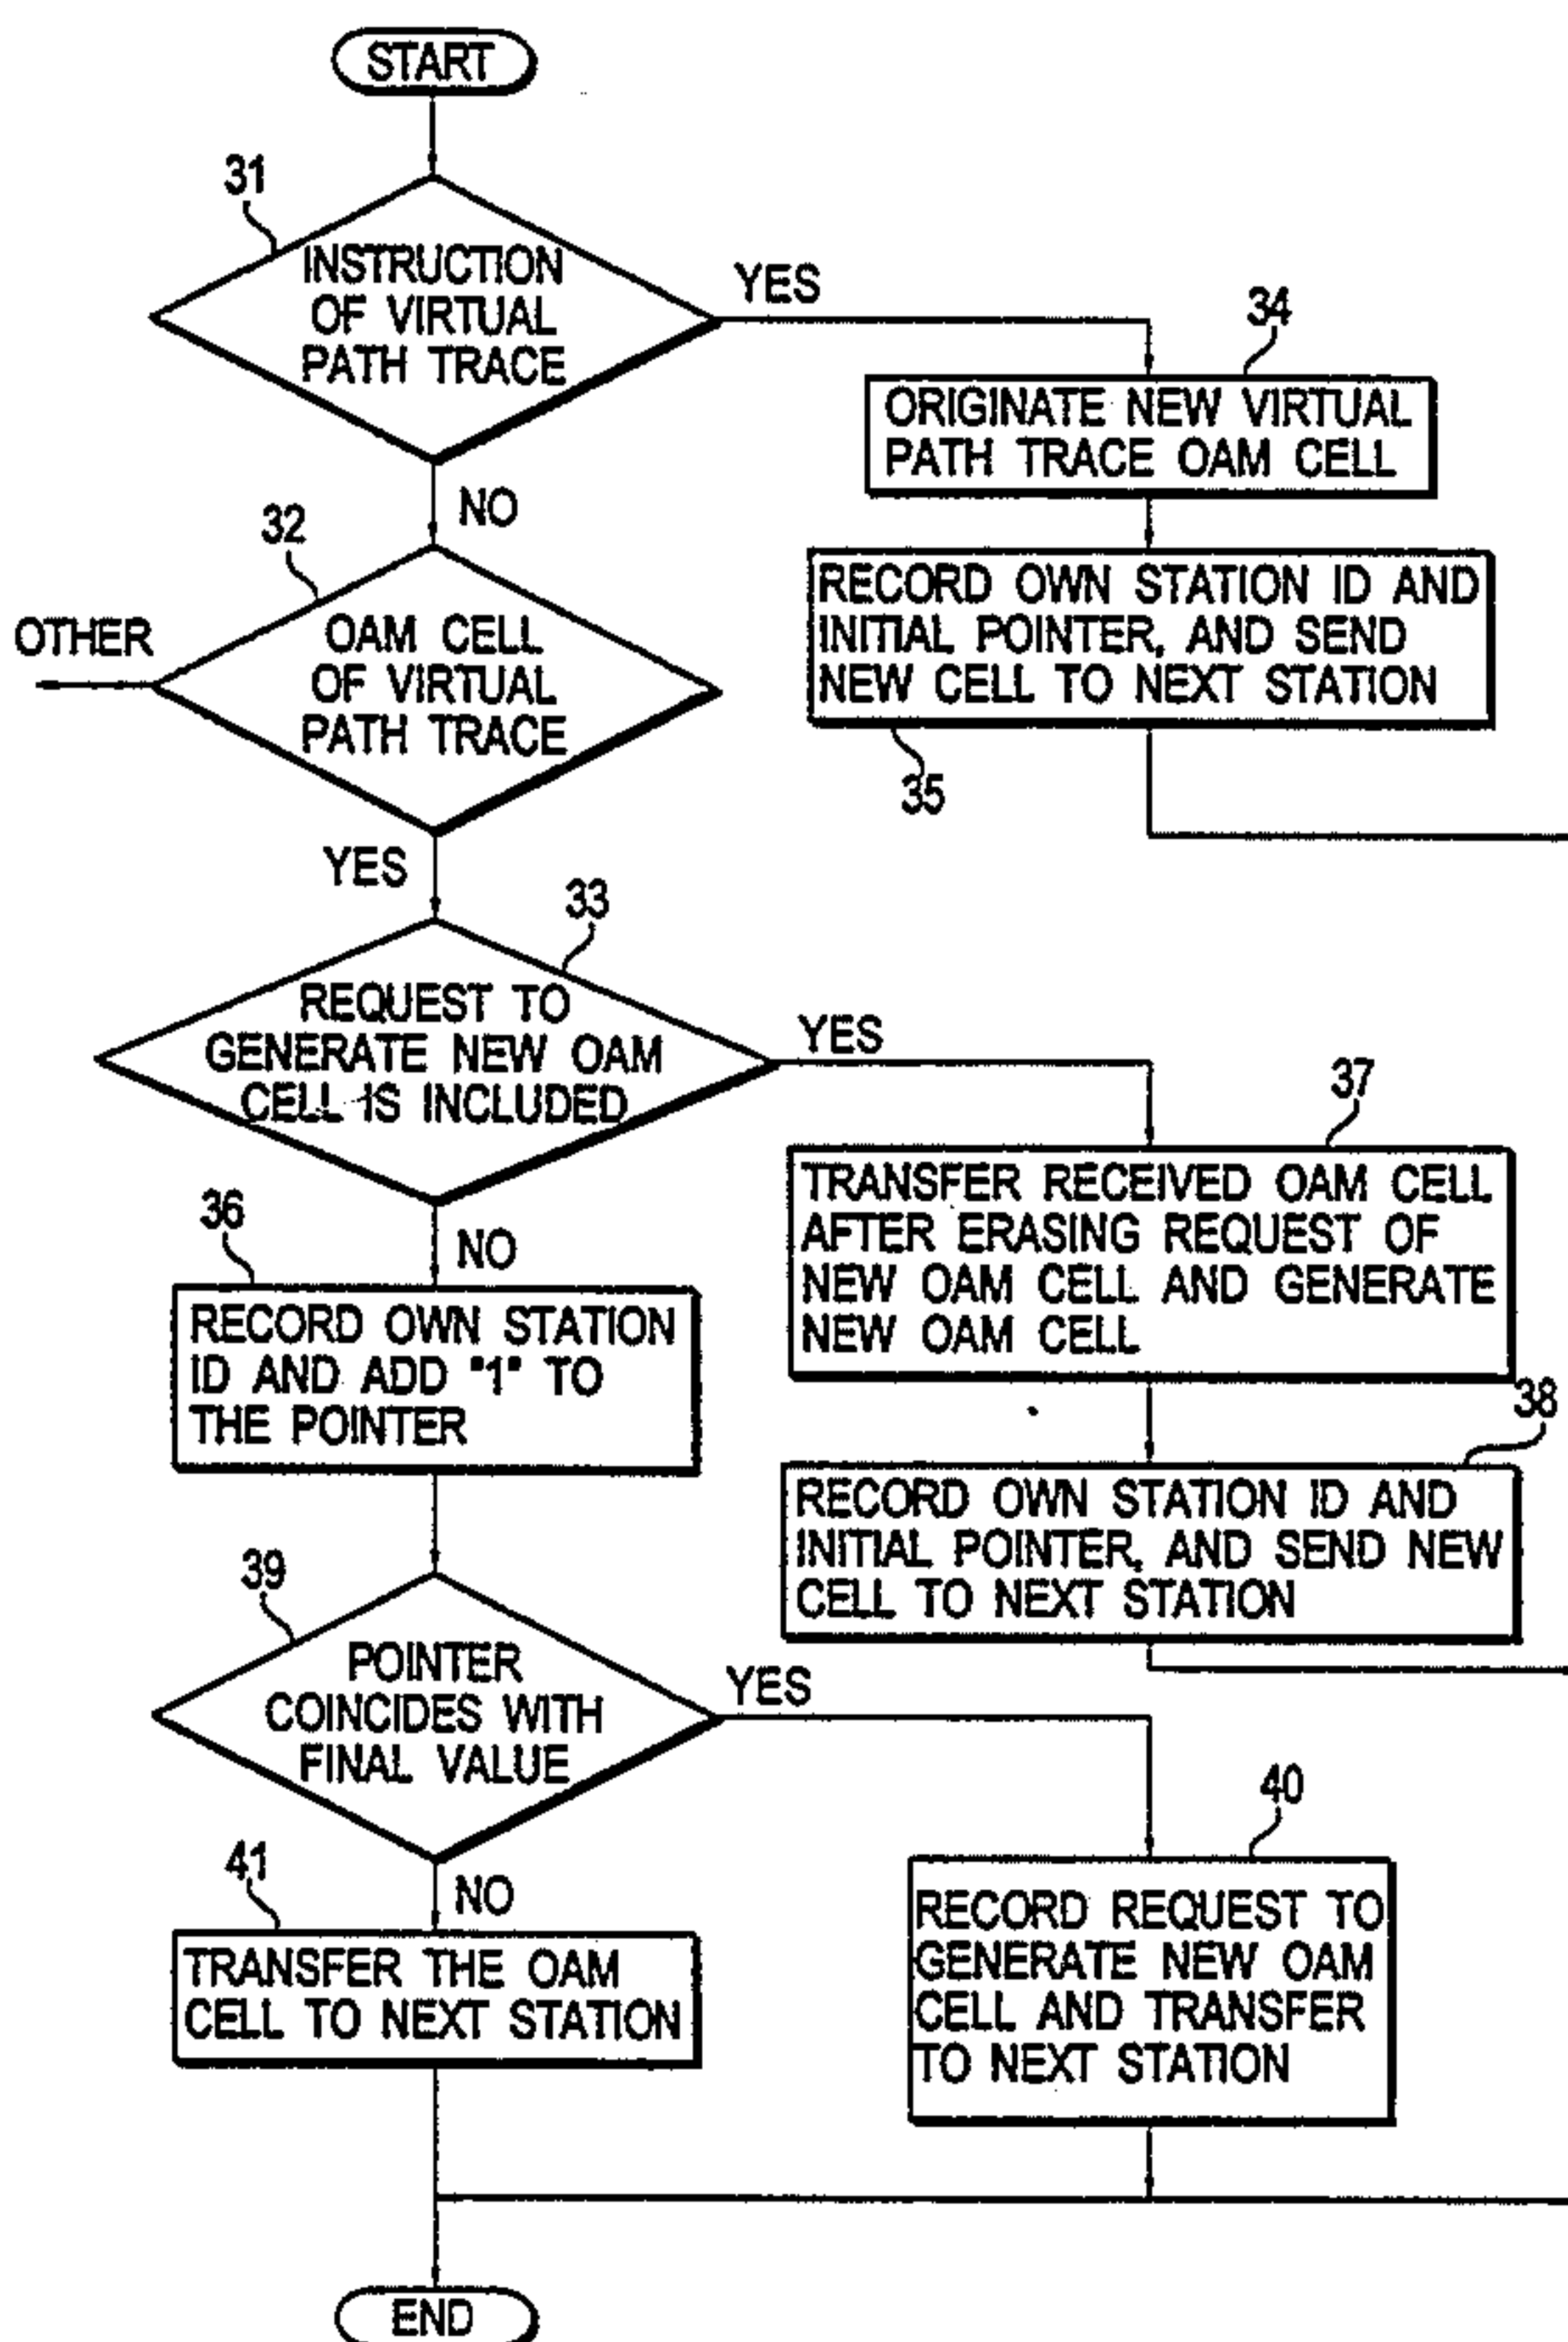 START
31
INSTRUCTION
OF VIRTUAL
PATH TRACE
YES
34
ORIGINATE NEW VIRTUAL
PATH TRACE OAM CELL
NO
32
OTHER
OAM CELL
OF VIRTUAL
PATH TRACE
RECORD OWN STATION ID AND
INITIAL POINTER, AND SEND
NEW CELL TO NEXT STATION
35
YES
33
REQUEST TO
GENERATE NEW OAM
CELL IS INCLUDED
YES
37
TRANSFER RECEIVED OAM CELL
AFTER ERASING REQUEST OF
NEW OAM CELL AND GENERATE
NEW OAM CELL
36
NO
RECORD OWN STATION
ID AND ADD "1" TO
THE POINTER
38
RECORD OWN STATION ID AND
INITIAL POINTER, AND SEND NEW
CELL TO NEXT STATION
39
POINTER
COINCIDES WITH
FINAL VALUE
YES
40
RECORD REQUEST TO
GENERATE NEW OAM
CELL AND TRANSFER
TO NEXT STATION
41
NO
TRANSFER THE OAM
CELL TO NEXT STATION
END